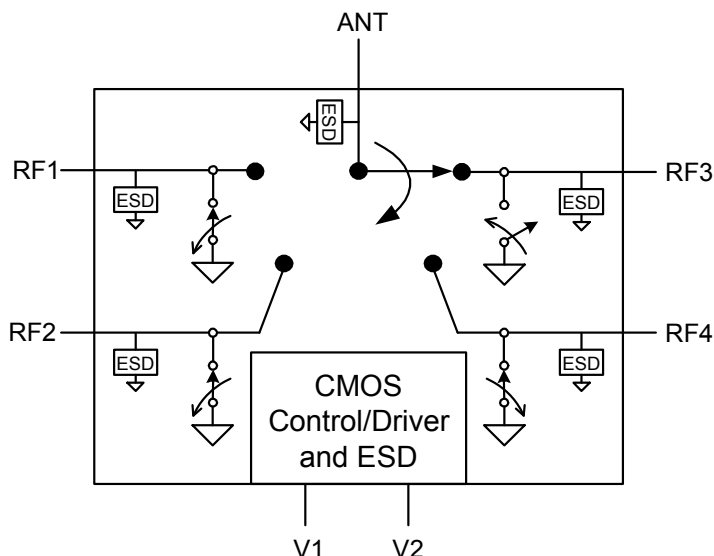 ANT
ESD
RF1
RF3
ESD
ESD
RF2
RF4
ESD
ESD
CMOS
Control/Driver
and ESD
V1
V2